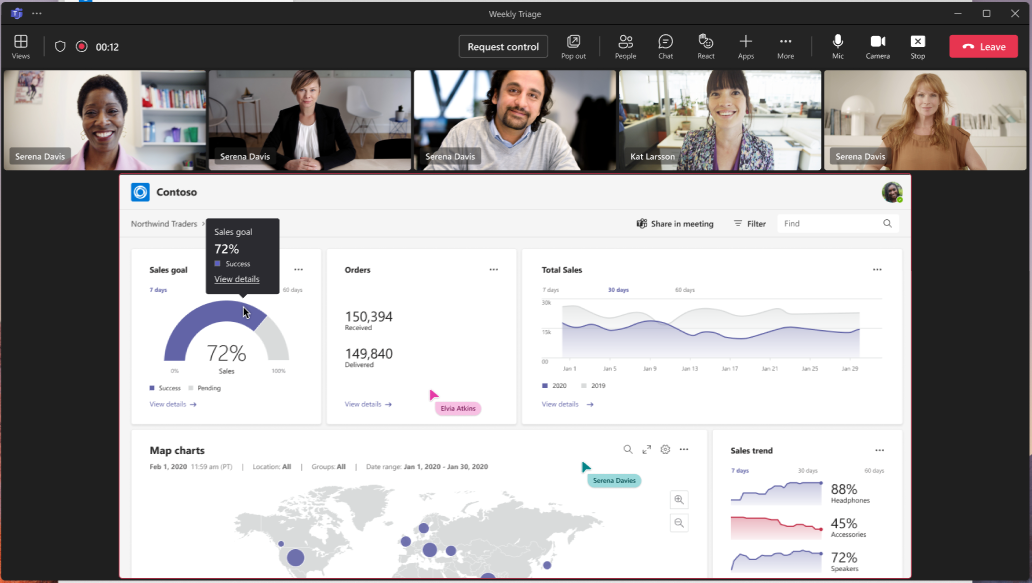 Weekly Triage
Views
00:12
Request control
Pop out
People
Chat
React
Apps
More
Mic
Camera
Stop
Leave
Serena Davis
Serena Davis
Serena Davis
Kat Larsson
Serena Davis
Contoso
Northwind Traders >
Share in meeting
Filter
Find
Sales goal
72%
Success
View details
Sales goal
7 days
60 days
72%
Sales
0%
100%
Success
Pending
View details →
Orders
150,394
Received
149,840
Delivered
View details →
Elvia Atkins
Total Sales
7 days
30 days
60 days
30k
15k
00
Jan 1
Jan 5
Jan 9
Jan 13
Jan 17
Jan 21
Jan 25
Jan 29
2020
2019
View details →
Map charts
Feb 1, 2020 11:59 am (PT) | Location: All | Groups: All | Date range: Jan 1, 2020 - Jan 30, 2020
Serena Davies
Sales trend
7 days
30 days
60 days
88%
Headphones
45%
Accessories
72%
Speakers